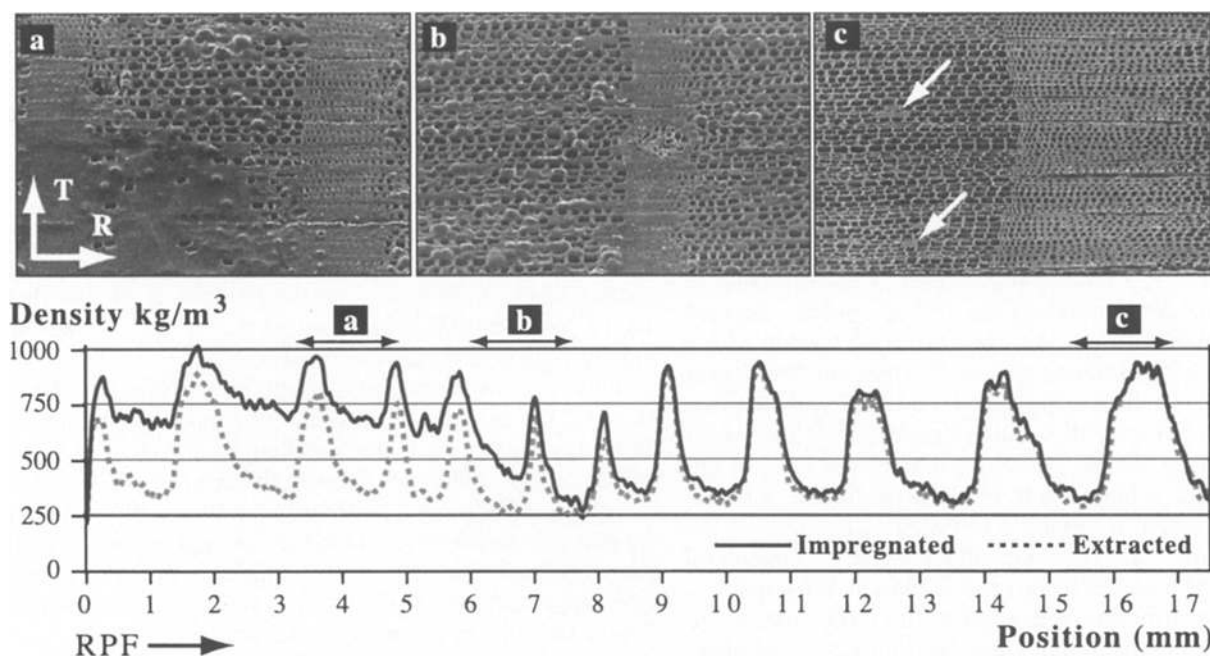 a b c
T
R
Density kg/m³
a b c
1000
750
500
250
0
Impregnated Extracted
0 1 2 3 4 5 6 7 8 9 10 11 12 13 14 15 16 17
RPF Position (mm)